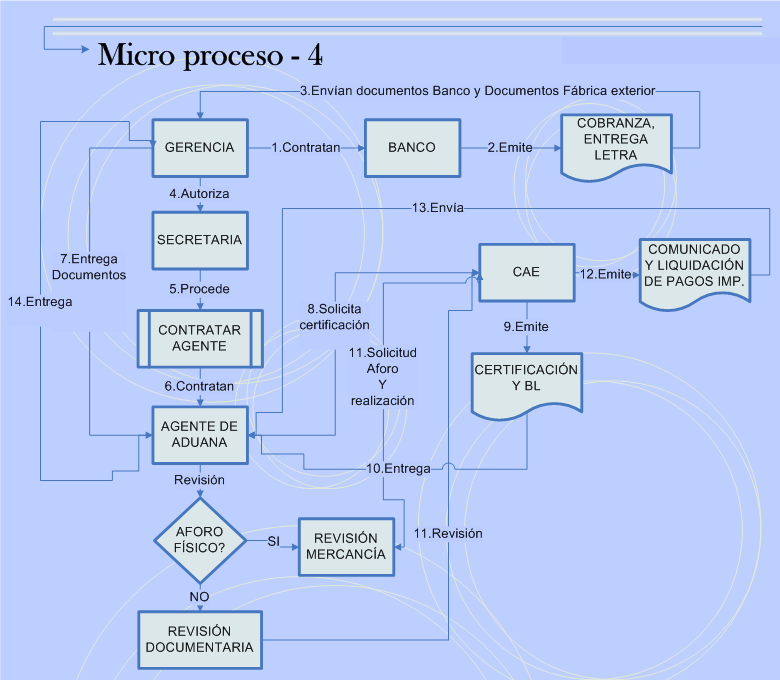 Micro proceso - 4
3.Envían documentos Banco y Documentos Fábrica exterior
GERENCIA
1.Contratan
BANCO
2.Emite
COBRANZA,
ENTREGA
LETRA
4.Autoriza
13.Envía
SECRETARIA
7.Entrega
Documentos
14.Entrega
5.Procede
CAE
12.Emite
COMUNICADO
Y LIQUIDACIÓN
DE PAGOS IMP.
8.Solicita
certificación
9.Emite
CONTRATAR
AGENTE
11.Solicitud
Aforo
Y
realización
6.Contratan
CERTIFICACIÓN
Y BL
AGENTE DE
ADUANA
10.Entrega
Revisión
AFORO
FÍSICO?
SI
REVISIÓN
MERCANCÍA
11.Revisión
NO
REVISIÓN
DOCUMENTARIA